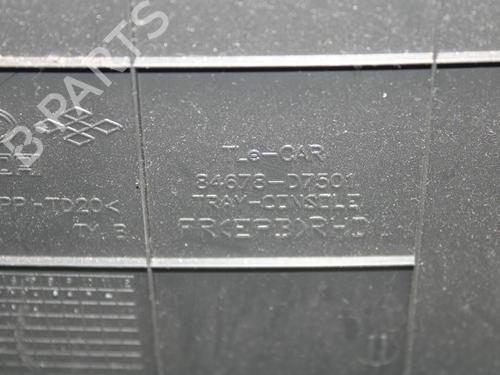 B-PARTS
TLe-CAR
84678-D7501
TRAY-CONSOLE
PP-TD20<
FR(EPB)RHD